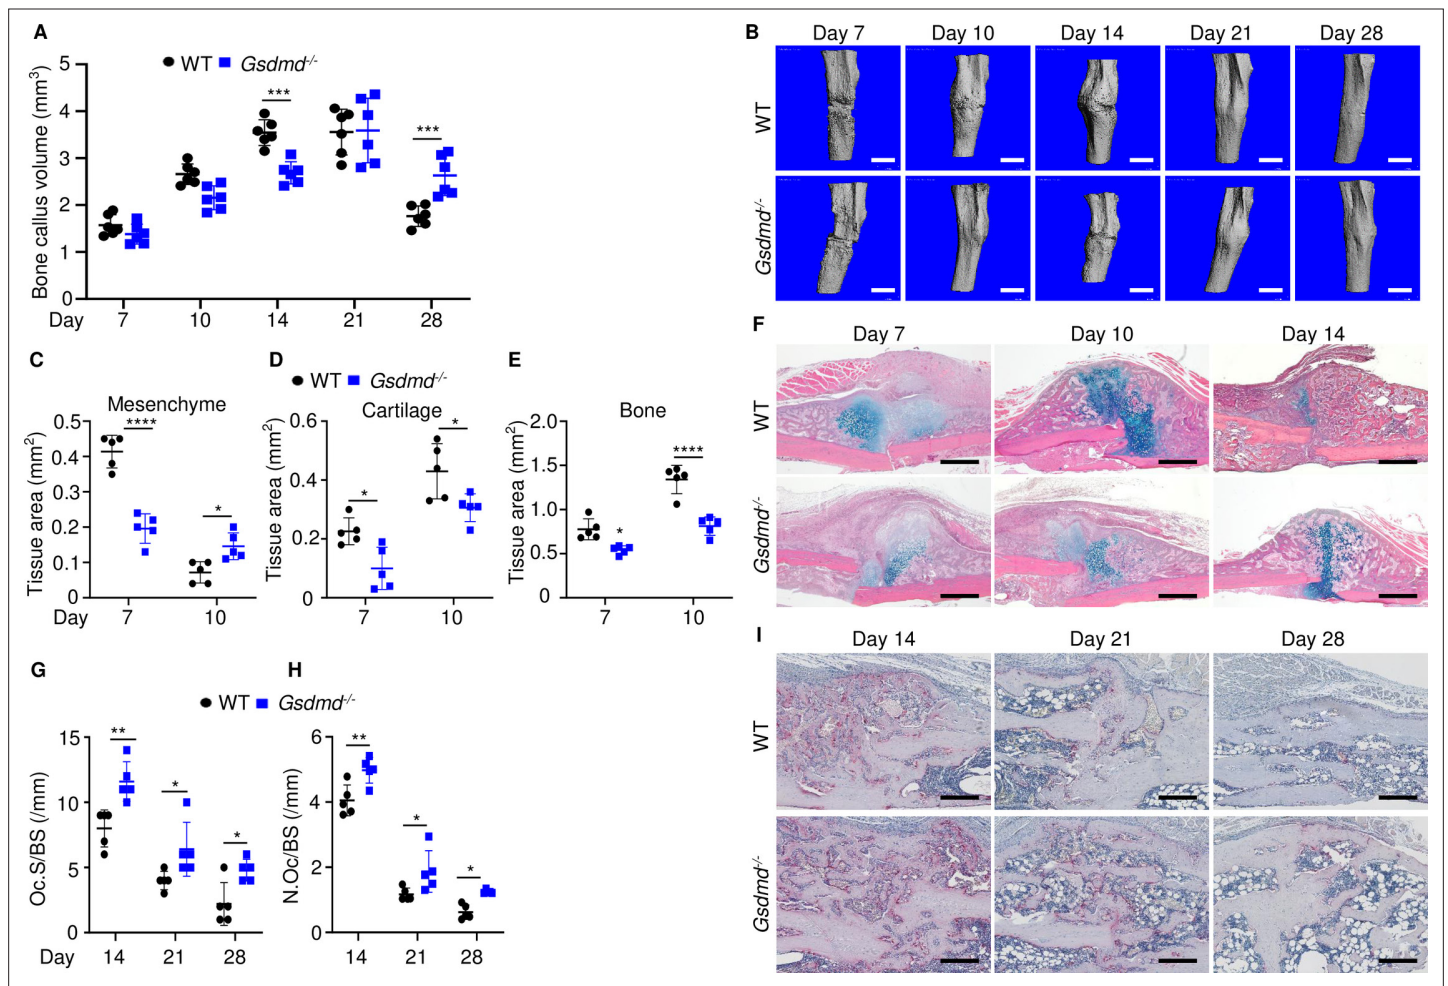 A
WT Gsdmd-/-
Bone callus volume (mm3)
5
4
3
2
1
0
***
***
Day 7 10 14 21 28
B
Day 7 Day 10 Day 14 Day 21 Day 28
WT
Gsdmd-/-
C D E
WT Gsdmd-/-
Mesenchyme
Tissue area (mm2)
0.5
0.4
0.3
0.2
0.1
0
****
*
Day 7 10
Cartilage
Tissue area (mm2)
0.6
0.4
0.2
0
*
*
7 10
Bone
Tissue area (mm2)
2.0
1.5
1.0
0.5
0
*
****
7 10
F
Day 7 Day 10 Day 14
WT
Gsdmd-/-
G H
WT Gsdmd-/-
Oc.S/BS (/mm)
15
10
5
0
**
*
*
Day 14 21 28
N.Oc/BS (/mm)
6
4
2
0
**
*
*
14 21 28
I
Day 14 Day 21 Day 28
WT
Gsdmd-/-